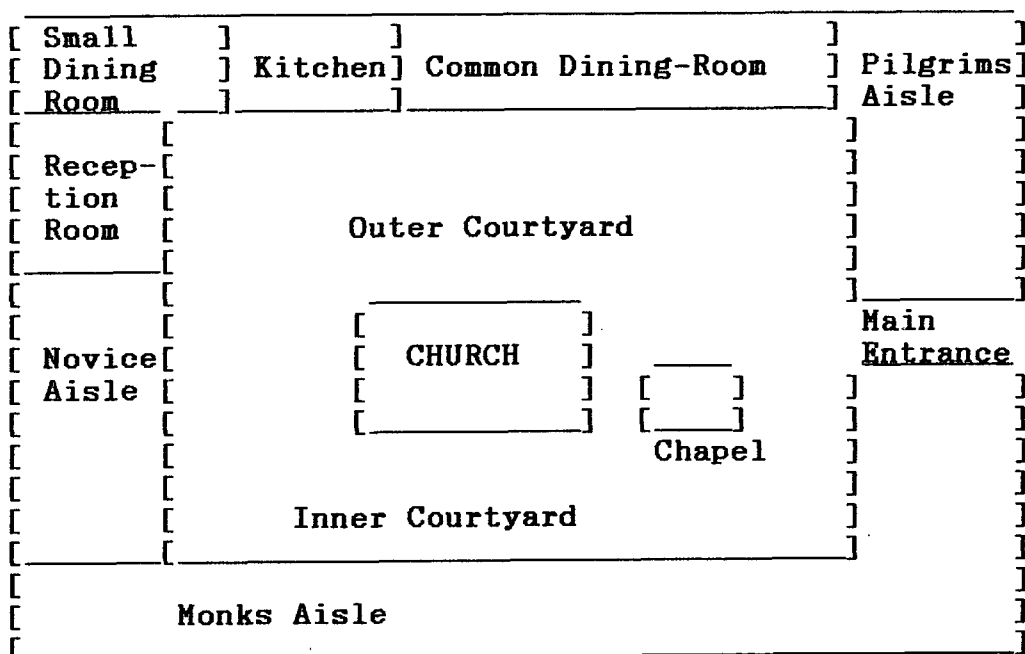 Small
Dining
Room
Kitchen
Common Dining-Room
Pilgrims
Aisle
Recep-
tion
Room
Outer Courtyard
CHURCH
Main
Entrance
Novice
Aisle
Chapel
Inner Courtyard
Monks Aisle